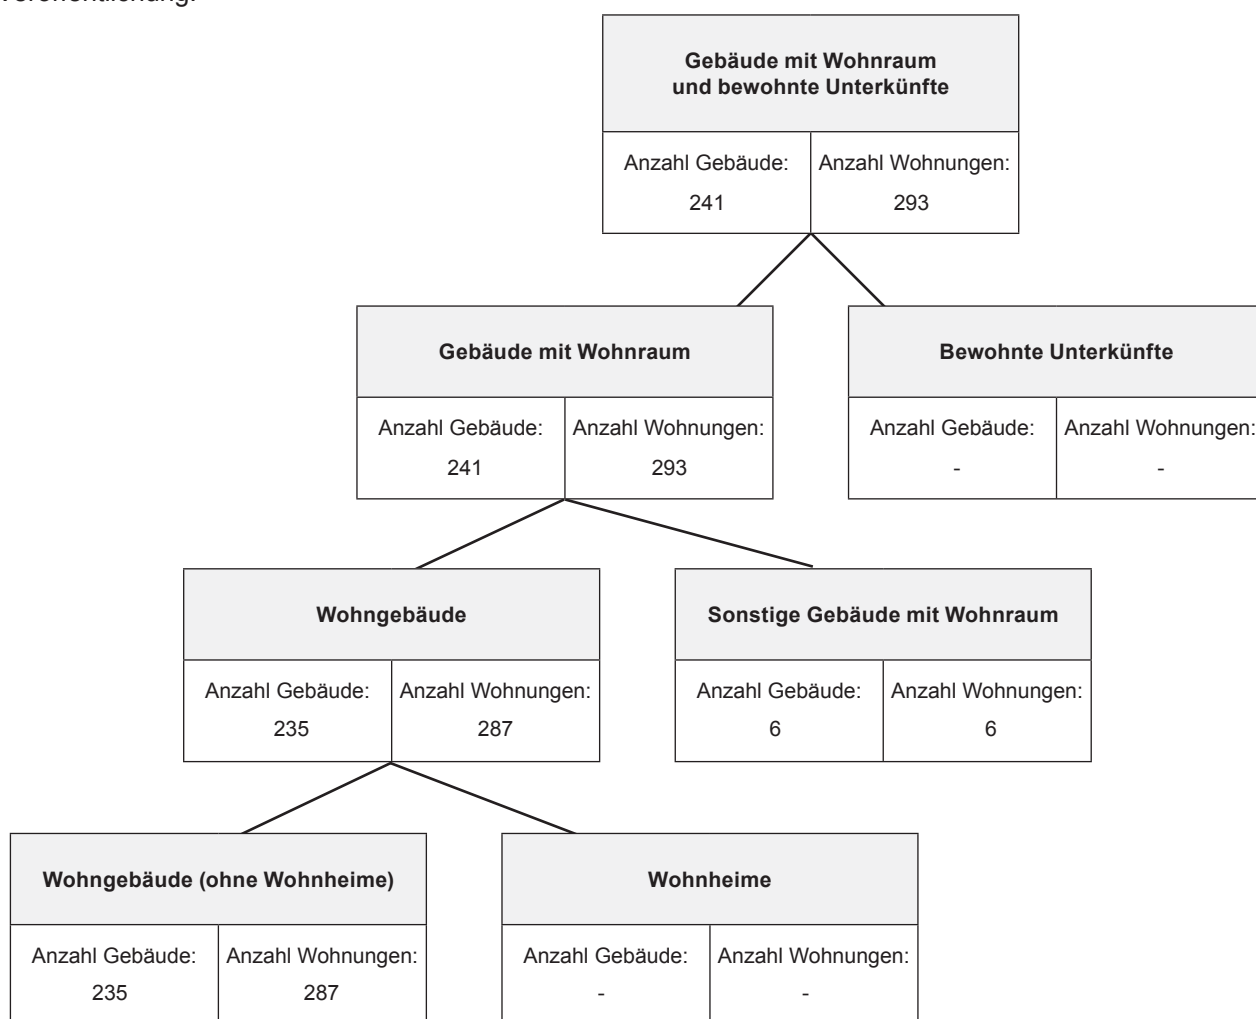 Gebäude mit Wohnraum
und bewohnte Unterkünfte
Anzahl Gebäude: Anzahl Wohnungen:
241 293
Gebäude mit Wohnraum Bewohnte Unterkünfte
Anzahl Gebäude: Anzahl Wohnungen: Anzahl Gebäude: Anzahl Wohnungen:
241 293 - -
Wohngebäude Sonstige Gebäude mit Wohnraum
Anzahl Gebäude: Anzahl Wohnungen: Anzahl Gebäude: Anzahl Wohnungen:
235 287 6 6
Wohngebäude (ohne Wohnheime) Wohnheime
Anzahl Gebäude: Anzahl Wohnungen: Anzahl Gebäude: Anzahl Wohnungen:
235 287 - -